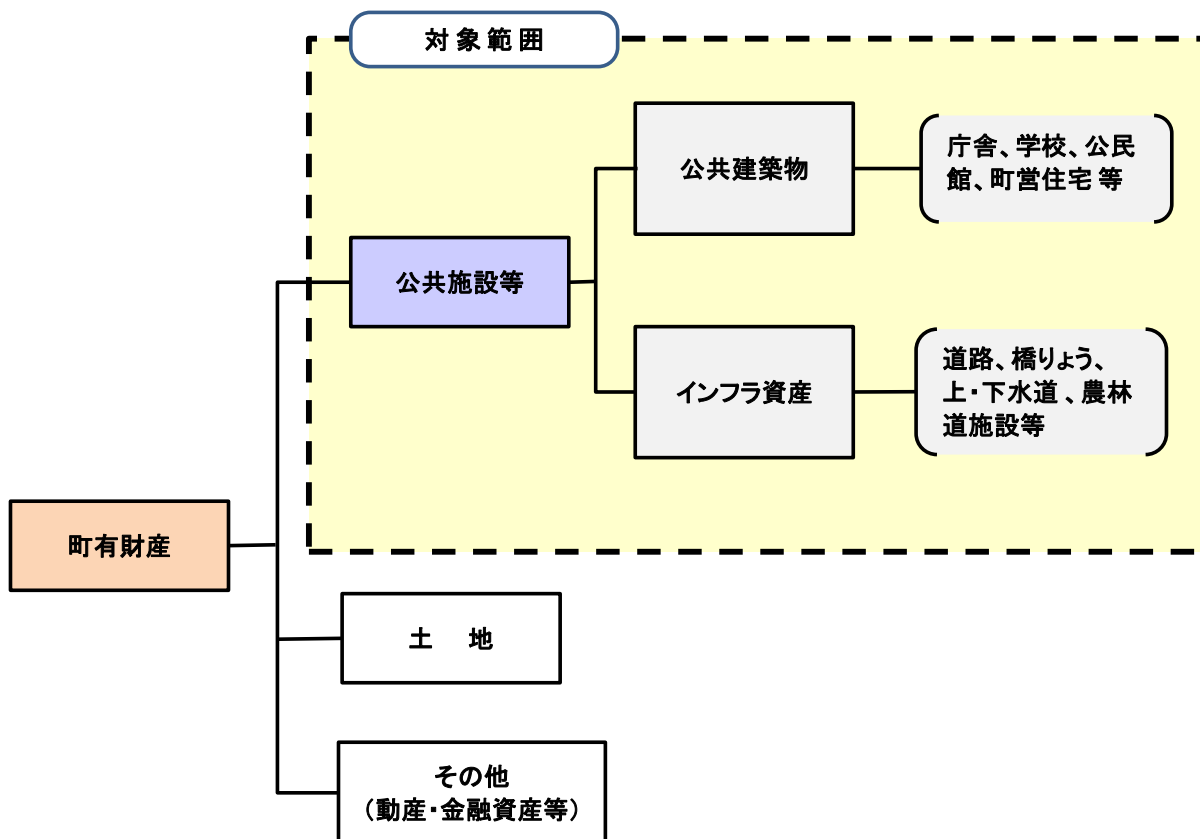 対象範囲
公共建築物
庁舎、学校、公民
館、町営住宅 等
公共施設等
インフラ資産
道路、橋りょう、
上・下水道 、農林
道施設等
町有財産
土　地
その他
（動産・金融資産等）